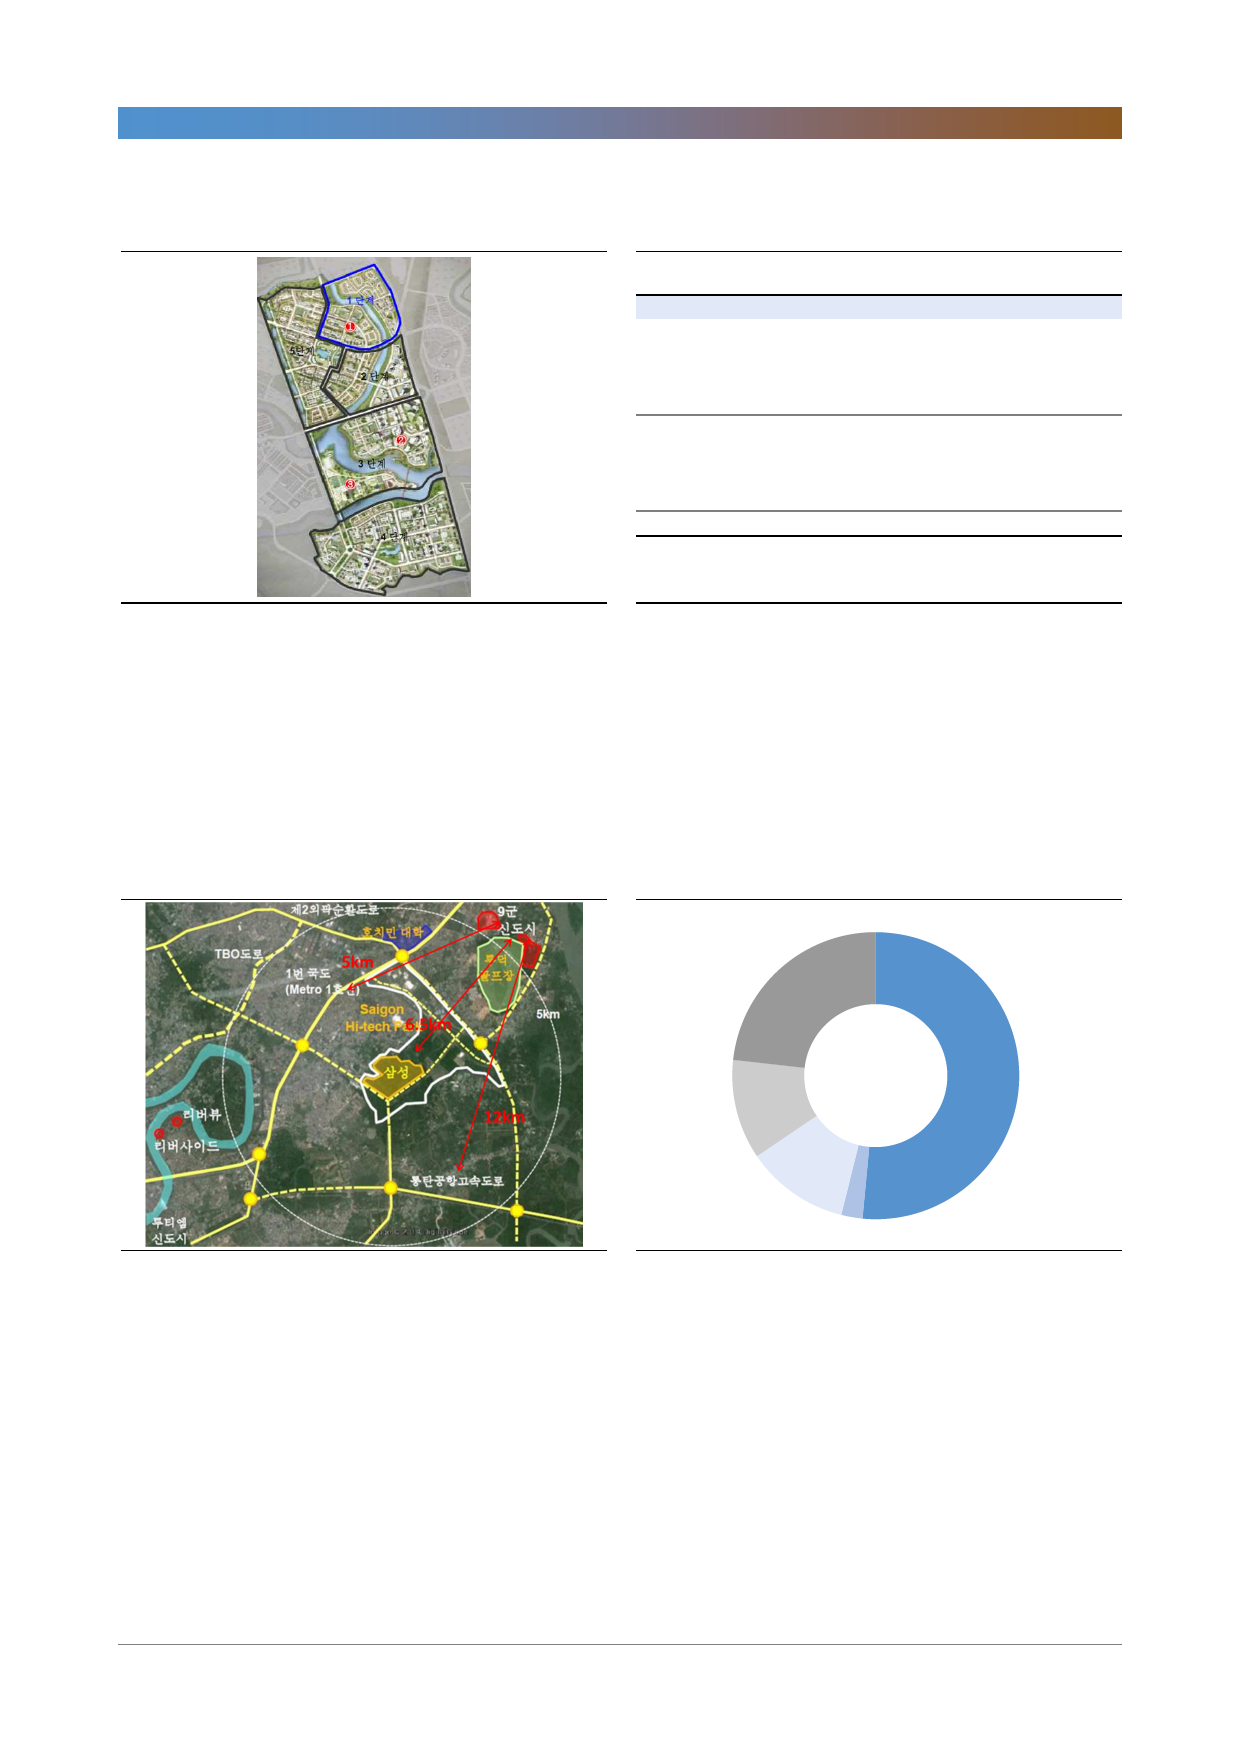 1 단계
1
5단계
2 단계
2
3 단계
3
4 단계
제2외곽순환도로
9군
신도시
호치민 대학
TBO도로
5km
1번 국도
(Metro 1호선)
골프장
Saigon
Hi-tech
6.5km
5km
삼성
12km
리버뷰
리버사이드
롱탄공항고속도로
투티엠
신도시